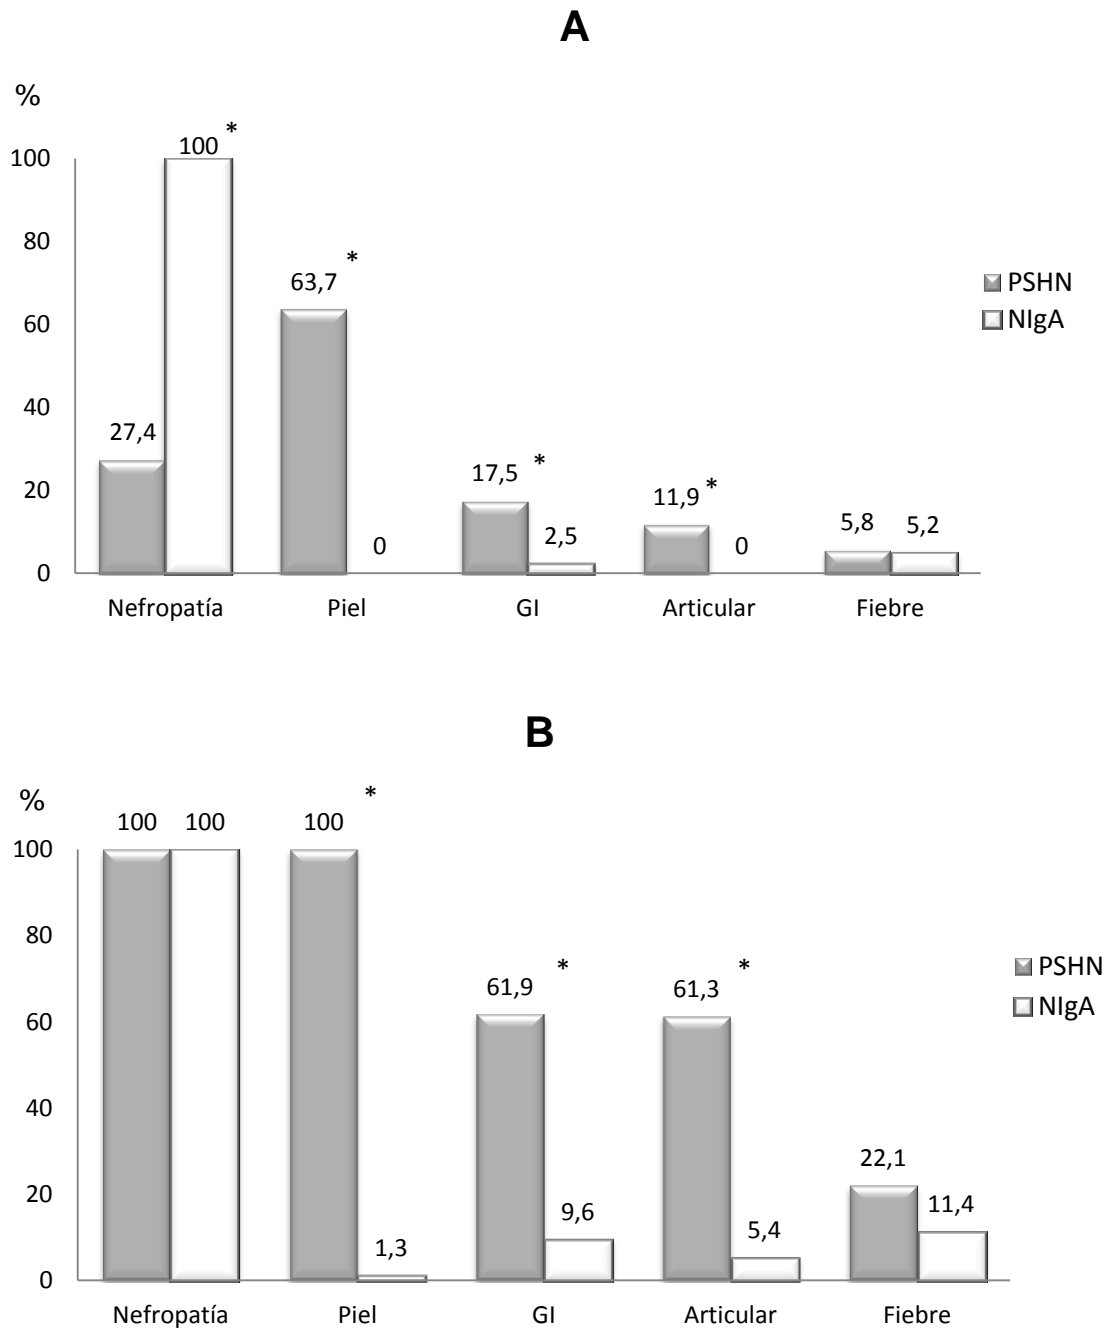 A
%
100 *
100
63,7 *
80
60
PSHN
NIgA
40
27,4
17,5 *
11,9 *
20
2,5
5,8 5,2
0 0
0
Nefropatía Piel GI Articular Fiebre
B
%
*
100 100 100
100
80
61,9 * 61,3 *
PSHN
NIgA
60
40
22,1
20
9,6 11,4
5,4
1,3
0
Nefropatía Piel GI Articular Fiebre